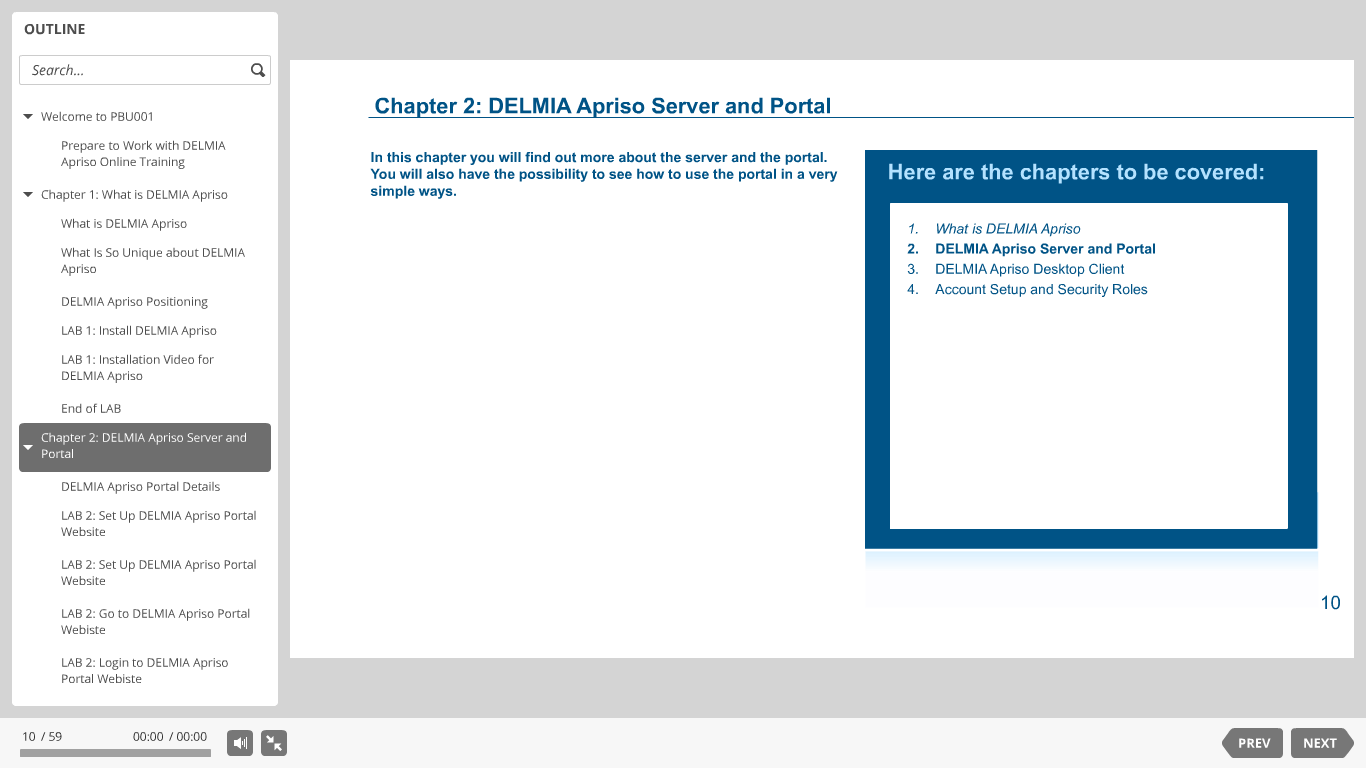 OUTLINE
Search...
Welcome to PBU001
Prepare to Work with DELMIA
Apriso Online Training
Chapter 1: What is DELMIA Apriso
What is DELMIA Apriso
What Is So Unique about DELMIA
Apriso
DELMIA Apriso Positioning
LAB 1: Install DELMIA Apriso
LAB 1: Installation Video for
DELMIA Apriso
End of LAB
Chapter 2: DELMIA Apriso Server and
Portal
DELMIA Apriso Portal Details
LAB 2: Set Up DELMIA Apriso Portal
Website
LAB 2: Set Up DELMIA Apriso Portal
Website
LAB 2: Go to DELMIA Apriso Portal
Webiste
LAB 2: Login to DELMIA Apriso
Portal Webiste
Chapter 2: DELMIA Apriso Server and Portal
In this chapter you will find out more about the server and the portal.
You will also have the possibility to see how to use the portal in a very
simple ways.
Here are the chapters to be covered:
1. What is DELMIA Apriso
2. DELMIA Apriso Server and Portal
3. DELMIA Apriso Desktop Client
4. Account Setup and Security Roles
10
10 / 59 00:00 / 00:00
PREV NEXT